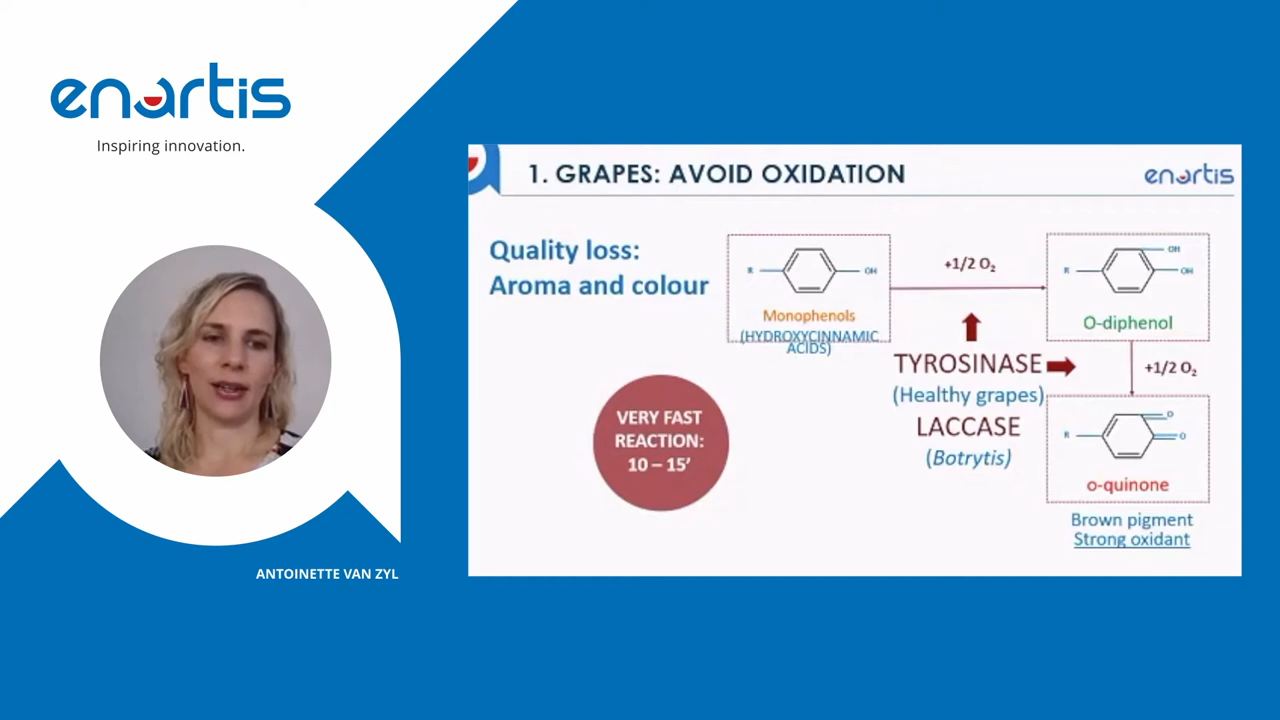 enartis
Inspiring innovation.
ANTOINETTE VAN ZYL
1. GRAPES: AVOID OXIDATION
enartis
Quality loss:
Aroma and colour
R
OH
Monophenols
(HYDROXYCINNAMIC
ACIDS)
+1/2 O₂
OH
R
OH
O-diphenol
TYROSINASE
(Healthy grapes)
LACCASE
(Botrytis)
+1/2 O₂
O
R
O
o-quinone
Brown pigment
Strong oxidant
VERY FAST
REACTION:
10 – 15’